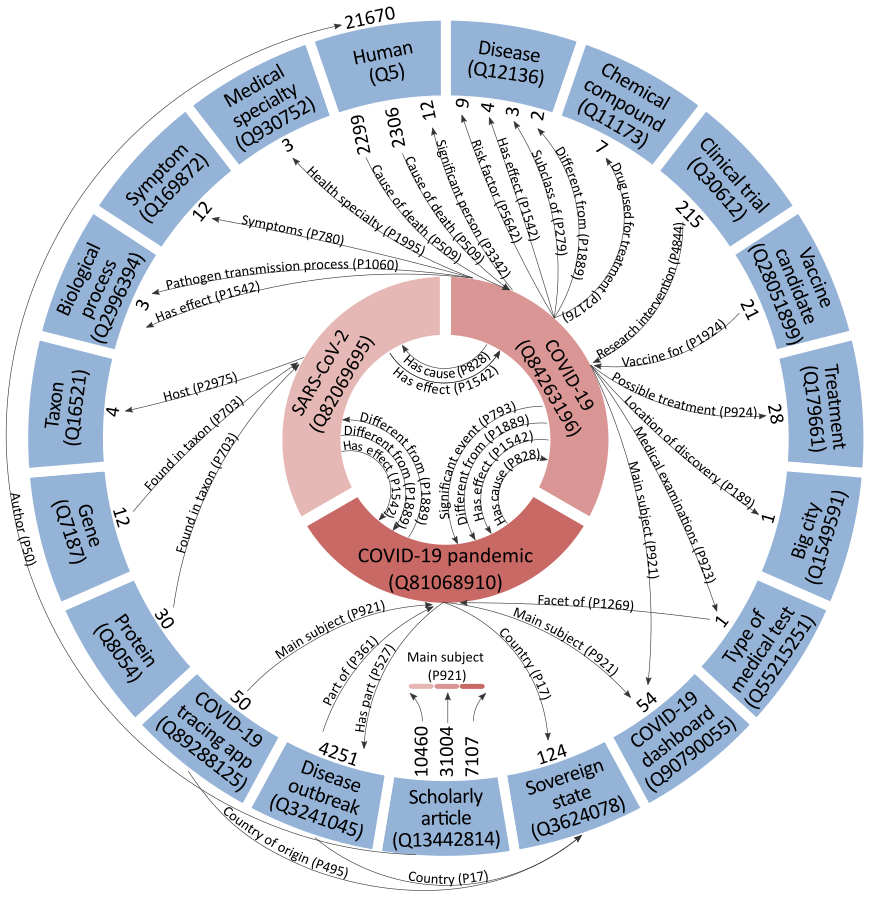 21670
Human
(Q5)
Disease
(Q12136)
Chemical
compound
(Q11173)
Clinical trial
(Q30612)
Vaccine
candidate
(Q28051899)
Treatment
(Q179661)
Big city
(Q1549591)
Type of
medical test
(Q55215251)
COVID-19
dashboard
(Q90790055)
Sovereign
state
(Q3624078)
Scholarly
article
(Q13442814)
Disease
outbreak
(Q3241045)
COVID-19
tracing app
(Q89288125)
Protein
(Q8054)
Gene
(Q7187)
Taxon
(Q16521)
Biological
process
(Q2996394)
Symptom
(Q169872)
Medical
specialty
(Q930752)
2299
2306
12
9
4
3
2
7
215
21
28
1
1
54
124
7107
31004
10460
4251
50
30
12
4
3
12
3
Cause of death (P509)
Cause of death (P509)
Significant person (P3342)
Risk factor (P5642)
Has effect (P1542)
Subclass of (P279)
Different from (P1889)
Drug used for treatment (P2176)
Research intervention (P4844)
Vaccine for (P1924)
Possible treatment (P924)
Location of discovery (P189)
Medical examinations (P923)
Main subject (P921)
Facet of (P1269)
Main subject (P921)
Country (P17)
Main subject
(P921)
Has part (P527)
Part of (P361)
Main subject (P921)
Found in taxon (P703)
Found in taxon (P703)
Host (P2975)
Has effect (P1542)
Pathogen transmission process (P1060)
Symptoms (P780)
Health specialty (P1995)
SARS-CoV-2
(Q82069695)
COVID-19
(Q84263196)
COVID-19 pandemic
(Q81068910)
Has cause (P828)
Has effect (P1542)
Different from (P1889)
Different from (P1889)
Has effect (P1542)
Significant event (P793)
Different from (P1889)
Has effect (P1542)
Has cause (P828)
Author (P50)
Country of origin (P495)
Country (P17)